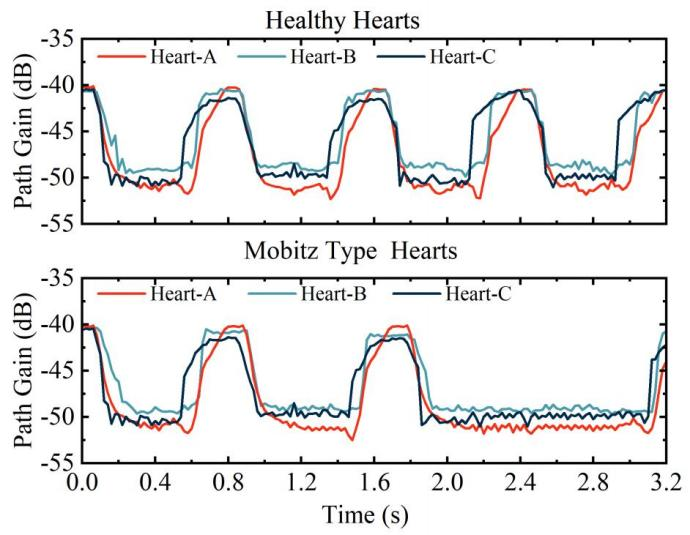 Healthy Hearts
-35
Heart-A Heart-B Heart-C
-40
-45
-50
-55
Path Gain (dB)
Mobitz Type Hearts
-35
Heart-A Heart-B Heart-C
-40
-45
-50
-55
Path Gain (dB)
0.0 0.4 0.8 1.2 1.6 2.0 2.4 2.8 3.2
Time (s)